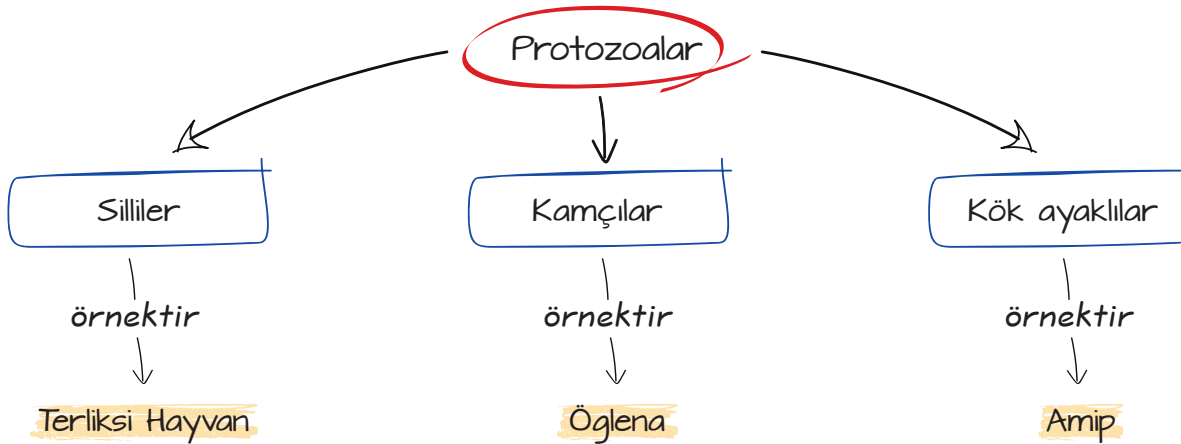 Protozoalar
Silliler
Kamçılar
Kök ayaklılar
örnektir
örnektir
örnektir
Terliksi Hayvan
Öglena
Amip